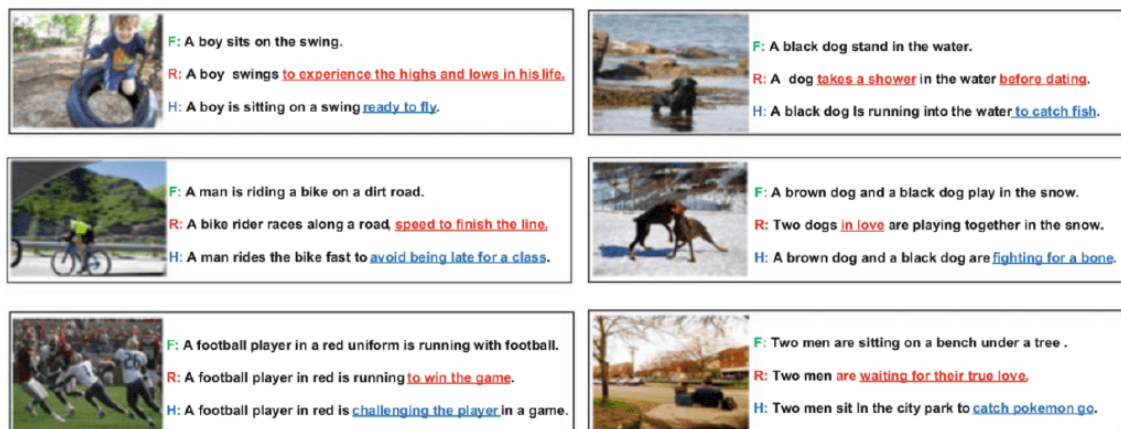 F: A boy sits on the swing.
R: A boy swings to experience the highs and lows in his life.
H: A boy is sitting on a swing ready to fly.
F: A black dog stand in the water.
R: A dog takes a shower in the water before dating.
H: A black dog Is running into the water to catch fish.
F: A man is riding a bike on a dirt road.
R: A bike rider races along a road, speed to finish the line.
H: A man rides the bike fast to avoid being late for a class.
F: A brown dog and a black dog play in the snow.
R: Two dogs in love are playing together in the snow.
H: A brown dog and a black dog are fighting for a bone.
F: A football player in a red uniform is running with football.
R: A football player in red is running to win the game.
H: A football player in red is challenging the player in a game.
F: Two men are sitting on a bench under a tree .
R: Two men are waiting for their true love.
H: Two men sit In the city park to catch pokemon go.